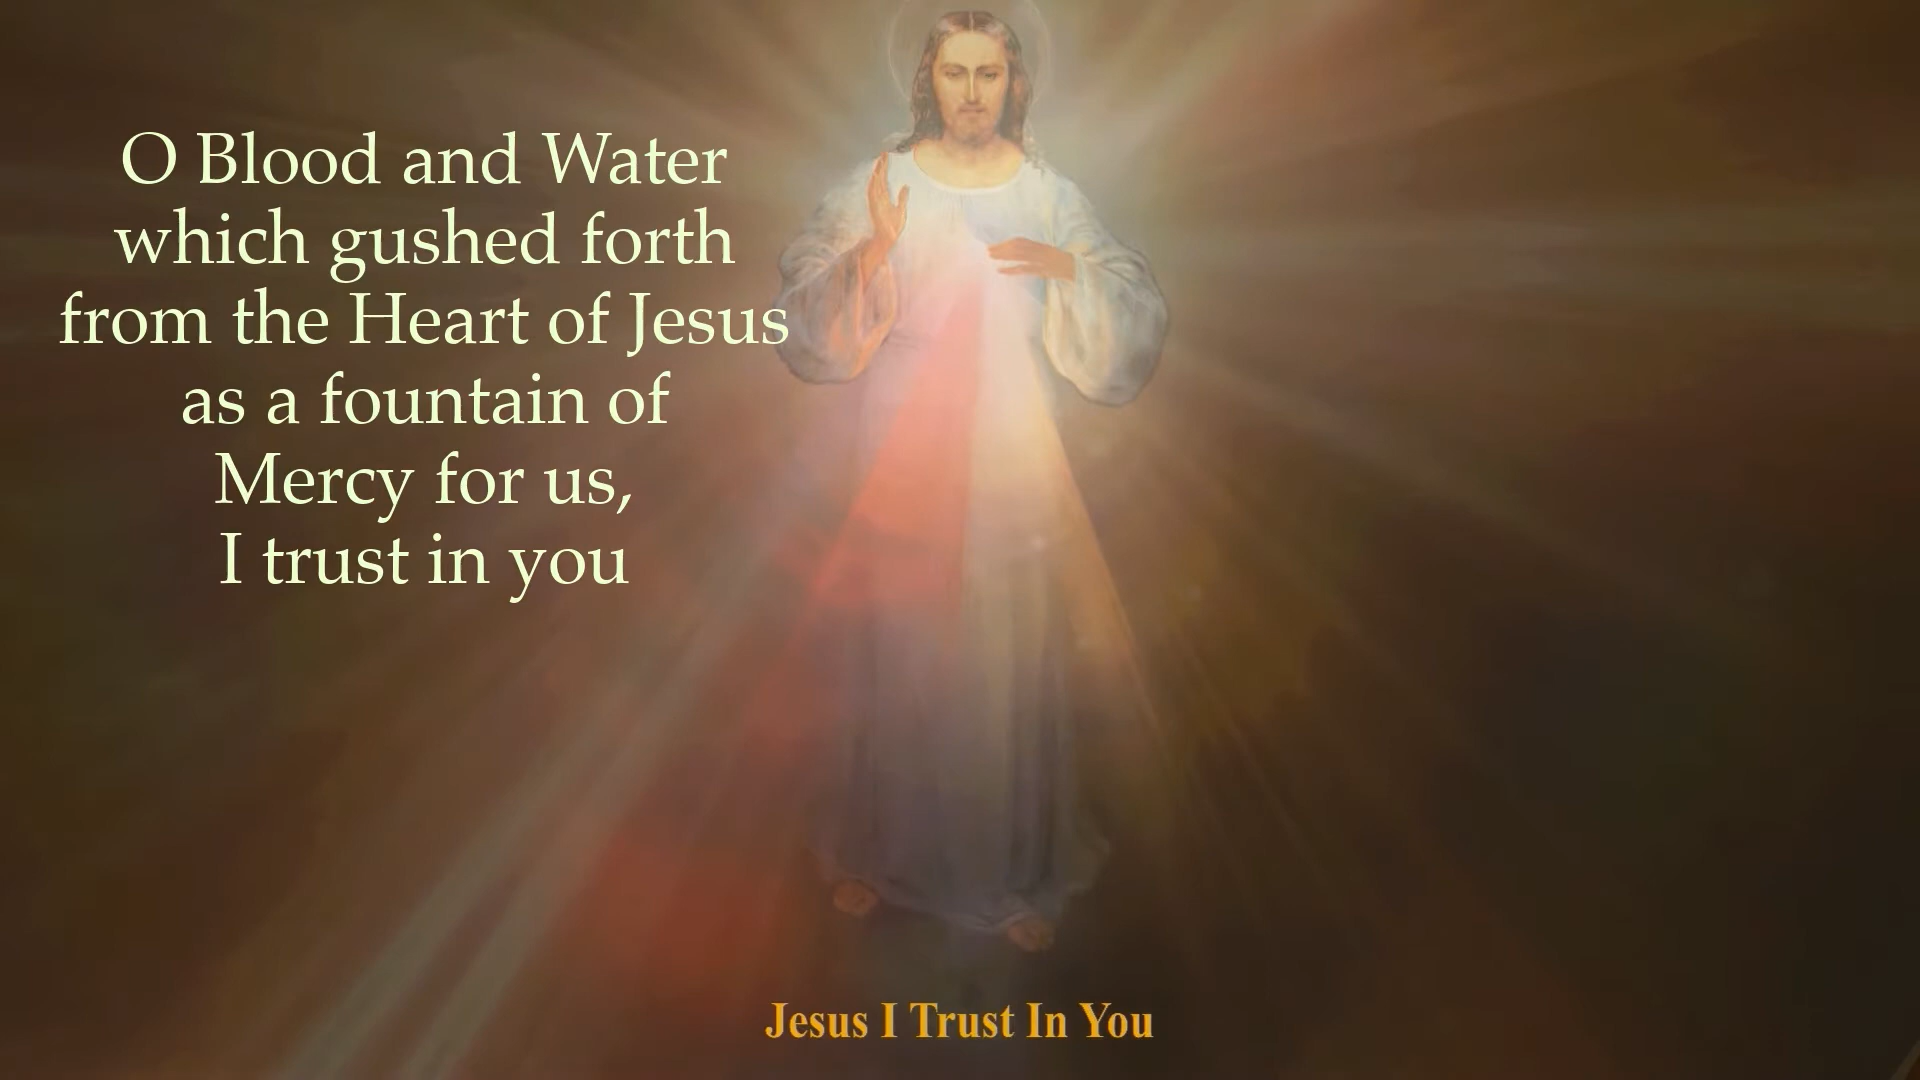 O Blood and Water
which gushed forth
from the Heart of Jesus
as a fountain of
Mercy for us,
I trust in you
Jesus I Trust In You